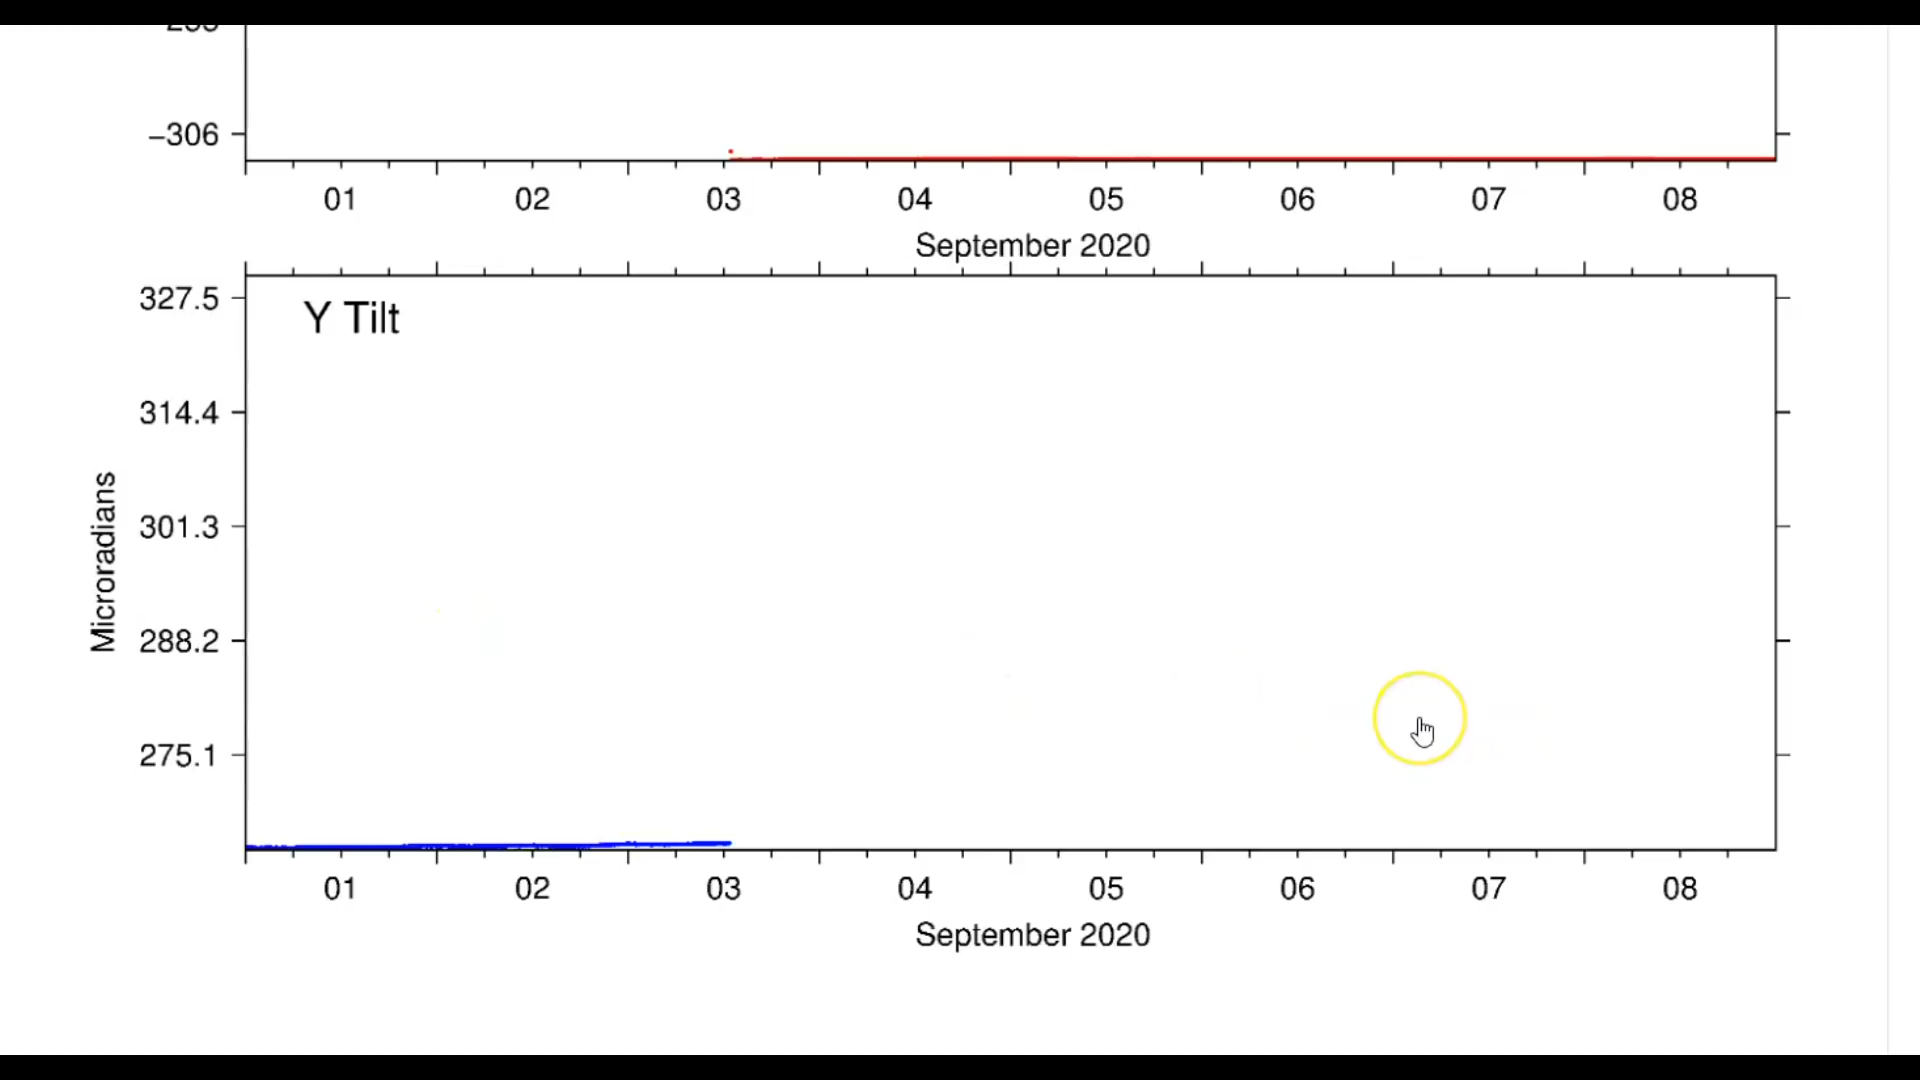 −306
01 02 03 04 05 06 07 08
September 2020
Y Tilt
327.5
314.4
301.3
288.2
275.1
Microradians
01 02 03 04 05 06 07 08
September 2020